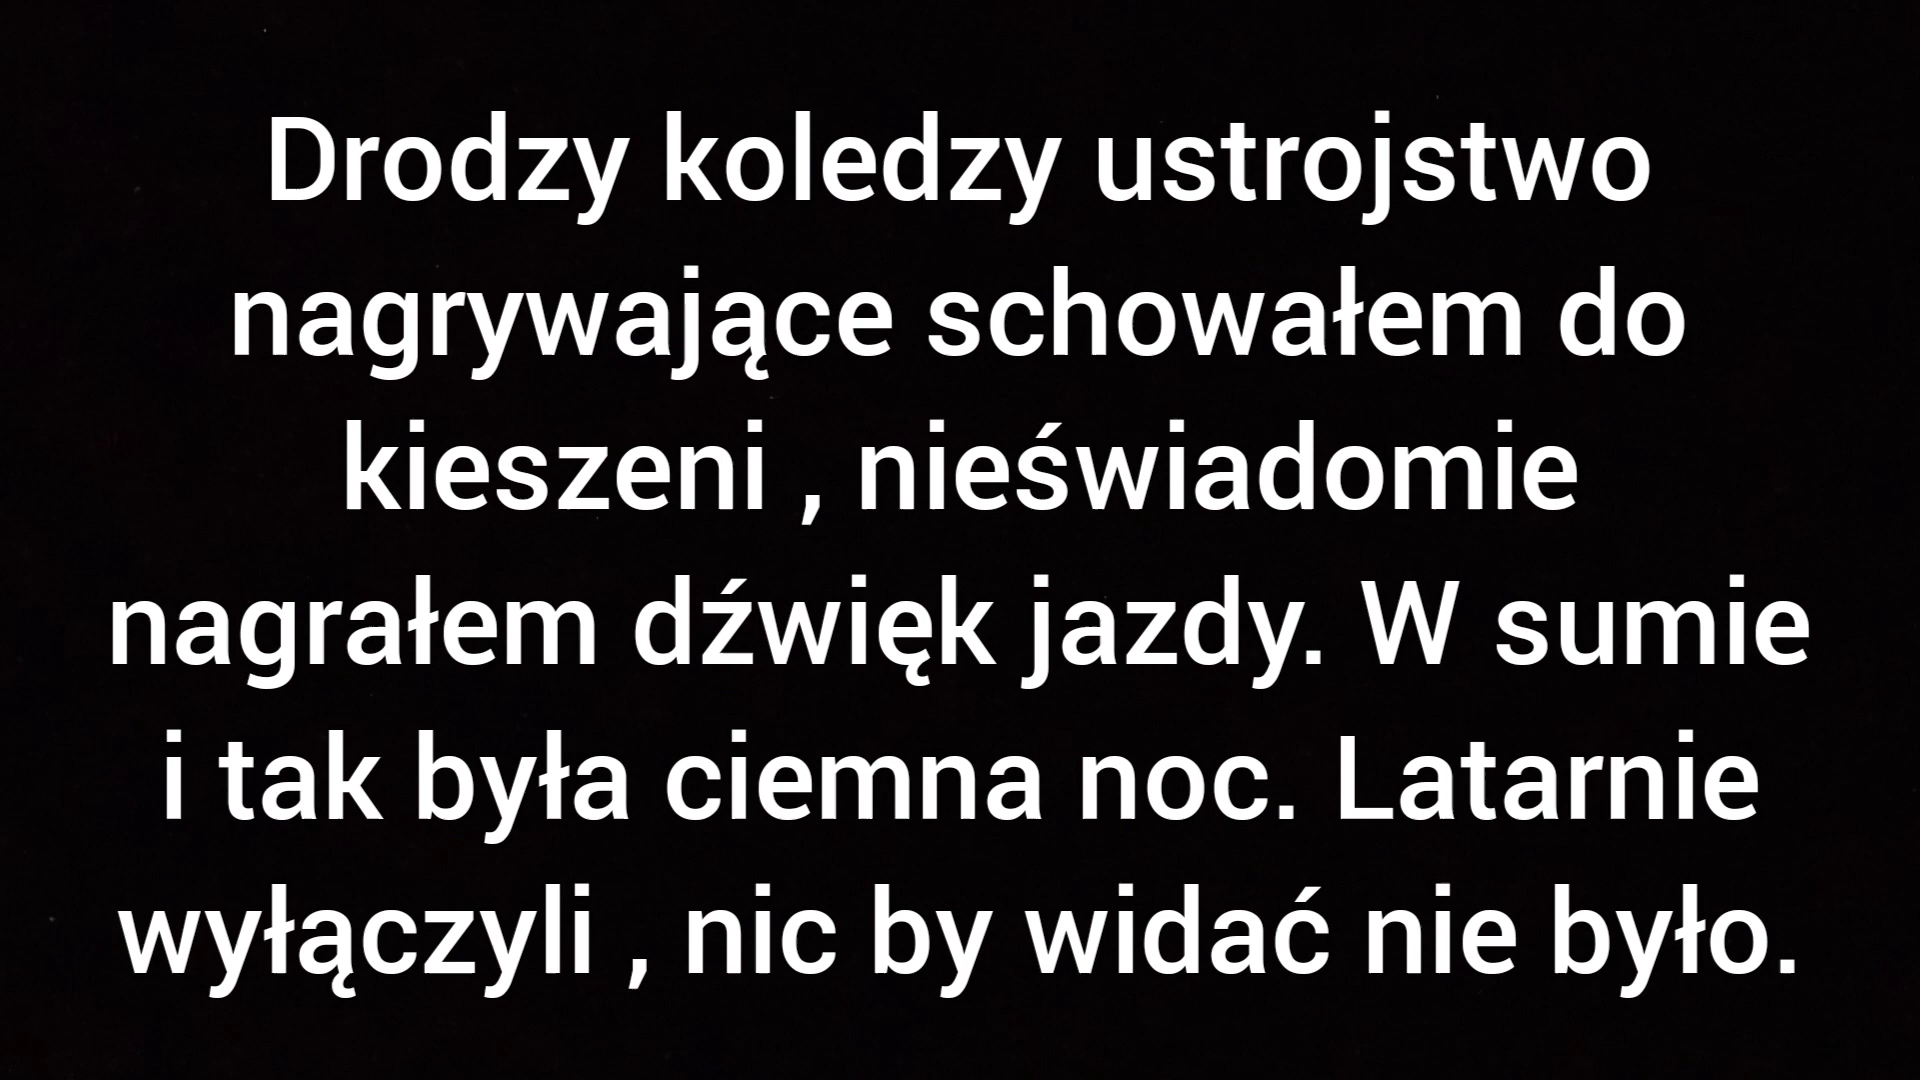 Drodzy koledzy ustrojstwo
nagrywające schowałem do
kieszeni , nieświadomie
nagrałem dźwięk jazdy. W sumie
i tak była ciemna noc. Latarnie
wyłączyli , nic by widać nie było.